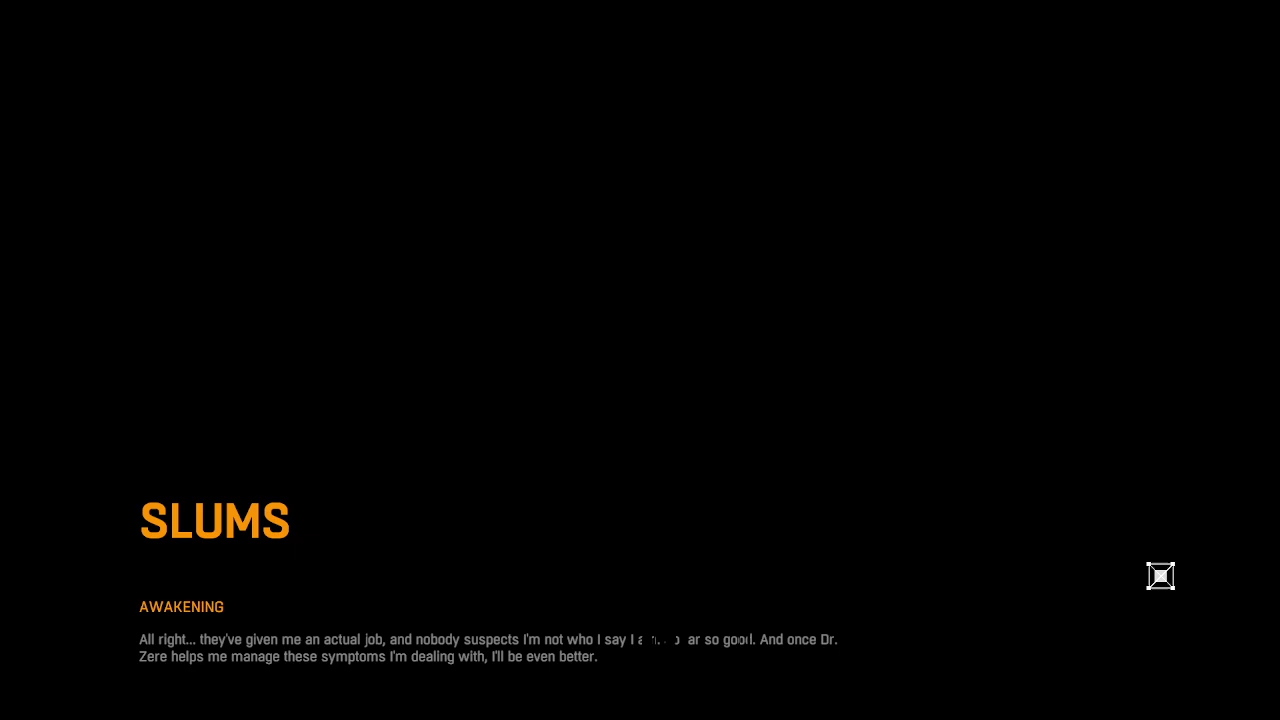 SLUMS
AWAKENING
All right... they've given me an actual job, and nobody suspects I'm not who I say I ar so good. And once Dr.
Zere helps me manage these symptoms I'm dealing with, I'll be even better.